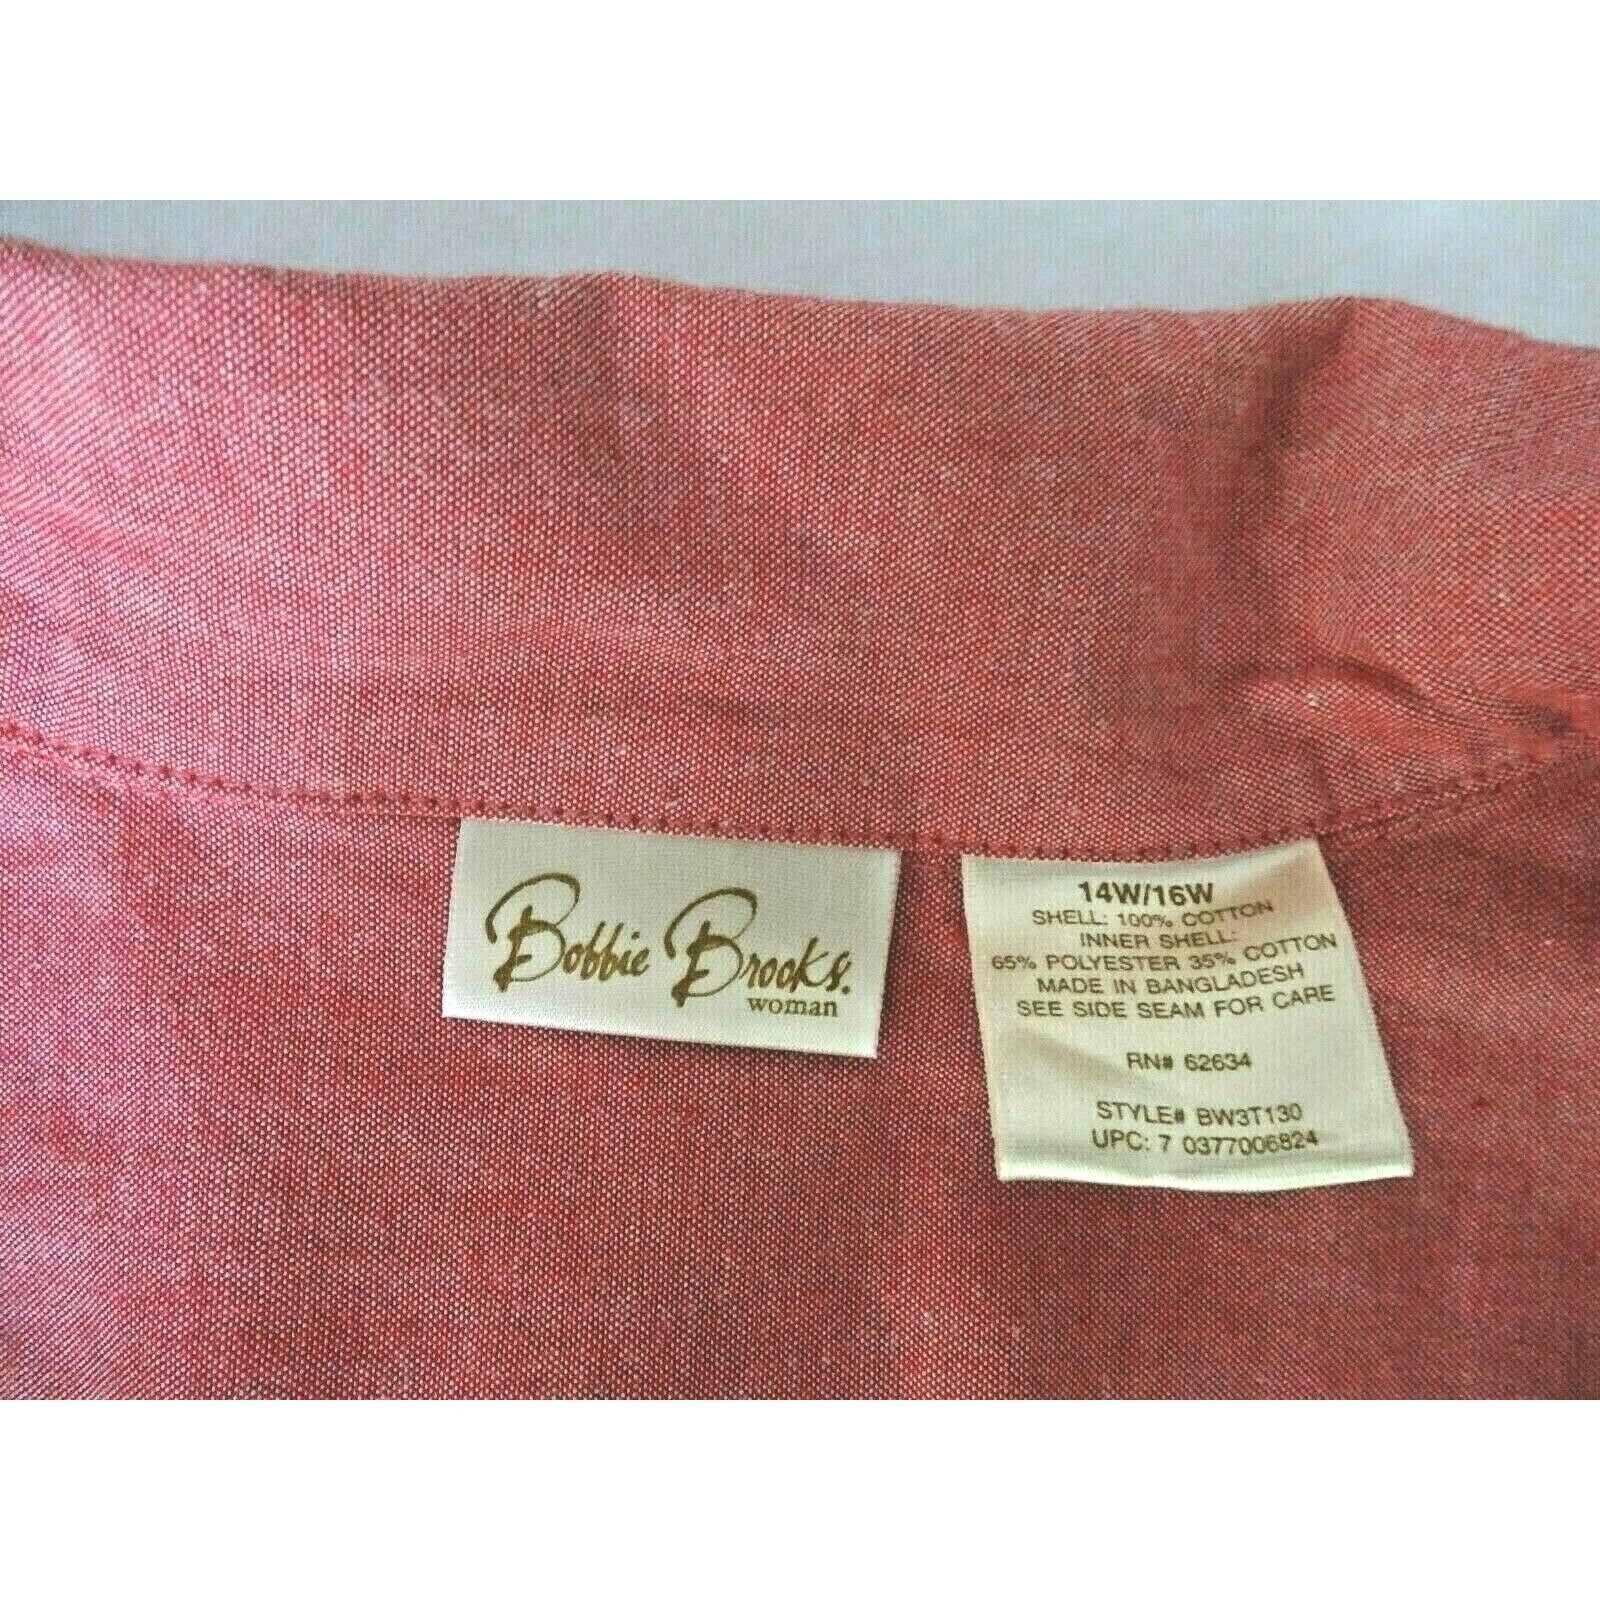 Bobbie Brooks.
woman
14W/16W
SHELL: 100% COTTON
INNER SHELL:
65% POLYESTER 35% COTTON
MADE IN BANGLADESH
SEE SIDE SEAM FOR CARE
RN# 62634
STYLE# BW3T130
UPC: 7 0377006824